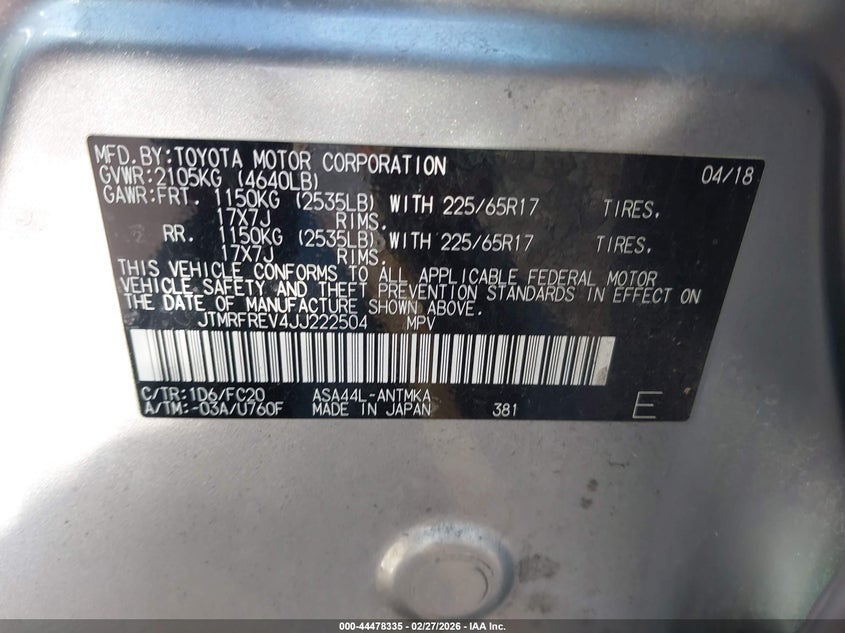 MFD. BY: TOYOTA MOTOR CORPORATION 04/18
GVWR: 2105KG (4640LB)
GAWR: FRT. 1150KG (2535LB) WITH 225/65R17 TIRES.
17X7J RIMS.
RR. 1150KG (2535LB) WITH 225/65R17 TIRES.
17X7J RIMS.
THIS VEHICLE CONFORMS TO ALL APPLICABLE FEDERAL MOTOR
VEHICLE SAFETY AND THEFT PREVENTION STANDARDS IN EFFECT ON
THE DATE OF MANUFACTURE SHOWN ABOVE.
JTMRFREV4JJ222504 MPV
C/TR: 1D6/FC20 ASA44L-ANTMKA
A/TM: -03A/U760F MADE IN JAPAN 381 E
000-44478335 - 02/27/2026 - IAA Inc.